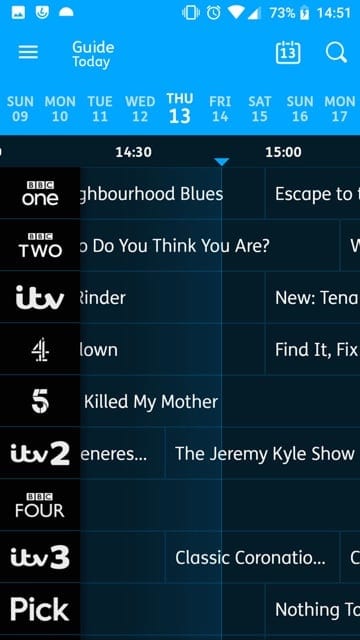 73% 14:51
Guide
Today
13
SUN MON TUE WED THU FRI SAT SUN MON
09 10 11 12 13 14 15 16 17
14:30 15:00
BBC one ghbourhood Blues Escape to t
BBC TWO o Do You Think You Are? W
itv Rinder New: Tena
4 down Find It, Fix
5 Killed My Mother
itv2 eneres... The Jeremy Kyle Show
BBC FOUR
itv3 Classic Coronatio... C
Pick Nothing To